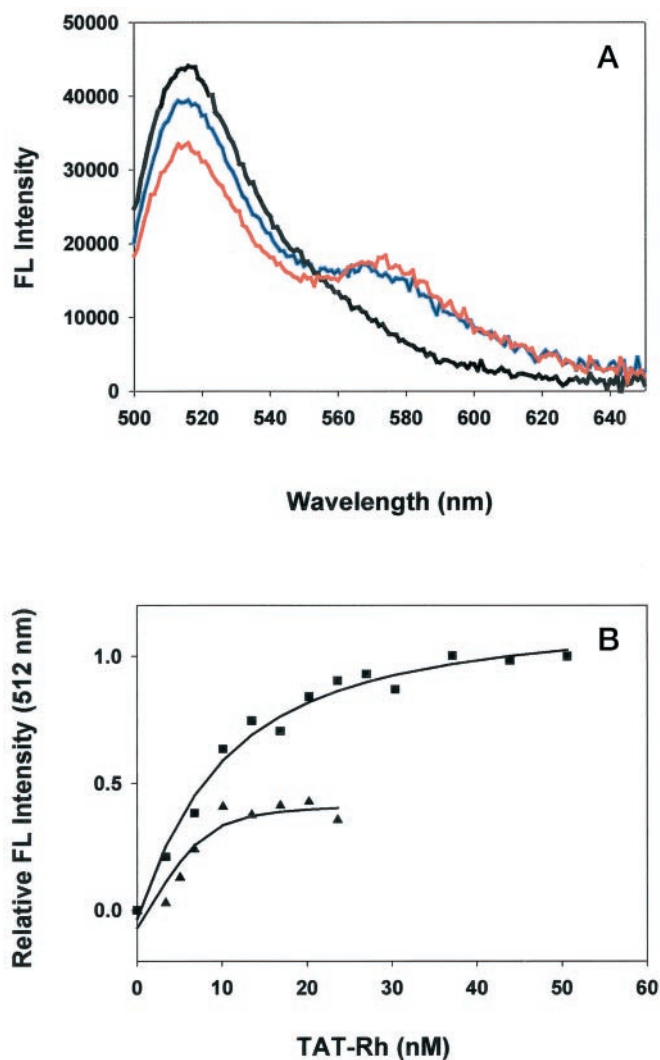 A
50000
40000
30000
20000
10000
0
FL Intensity
500 520 540 560 580 600 620 640
Wavelength (nm)
B
1.0
0.5
0.0
Relative FL Intensity (512 nm)
0 10 20 30 40 50 60
TAT-Rh (nM)